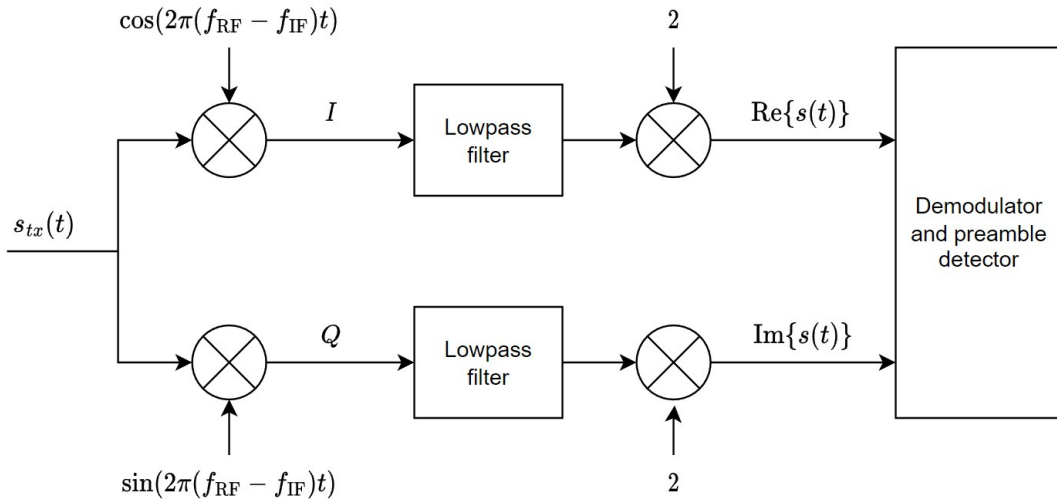 cos(2π(f_RF − f_IF)t)
2
I
Lowpass
filter
Re{s(t)}
s_tx(t)
Demodulator
and preamble
detector
Q
Lowpass
filter
Im{s(t)}
sin(2π(f_RF − f_IF)t)
2